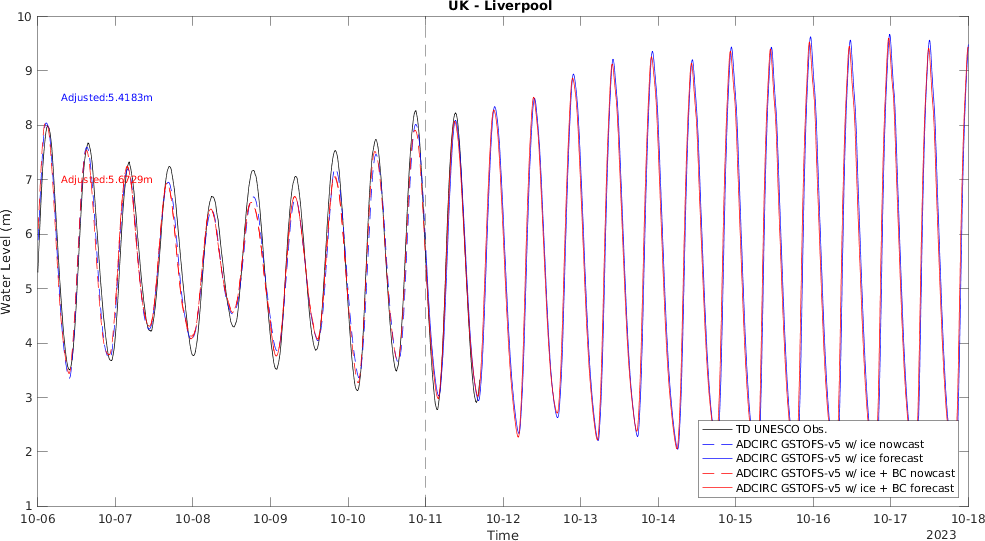 UK - Liverpool
10
9
8
7
6
5
4
3
2
1
Water Level (m)
Adjusted:5.4183m
Adjusted:5.6729m
TD UNESCO Obs.
ADCIRC GSTOFS-v5 w/ ice nowcast
ADCIRC GSTOFS-v5 w/ ice forecast
ADCIRC GSTOFS-v5 w/ ice + BC nowcast
ADCIRC GSTOFS-v5 w/ ice + BC forecast
10-06 10-07 10-08 10-09 10-10 10-11 10-12 10-13 10-14 10-15 10-16 10-17 10-18
Time
2023